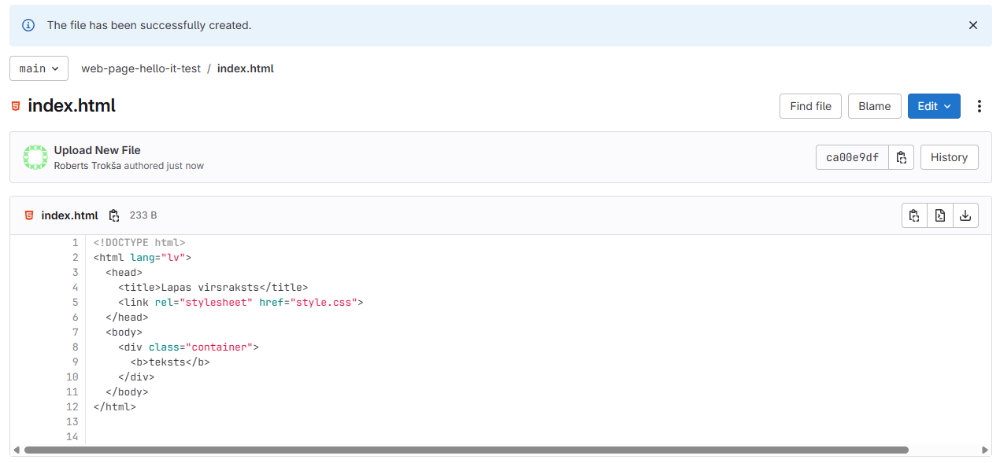 The file has been successfully created.
main web-page-hello-it-test / index.html
index.html Find file Blame Edit
Upload New File
Roberts Trokša authored just now
ca00e9df History
index.html 233 B
1 <!DOCTYPE html>
2 <html lang="lv">
3   <head>
4     <title>Lapas virsraksts</title>
5     <link rel="stylesheet" href="style.css">
6   </head>
7   <body>
8     <div class="container">
9       <b>teksts</b>
10     </div>
11   </body>
12 </html>
13
14